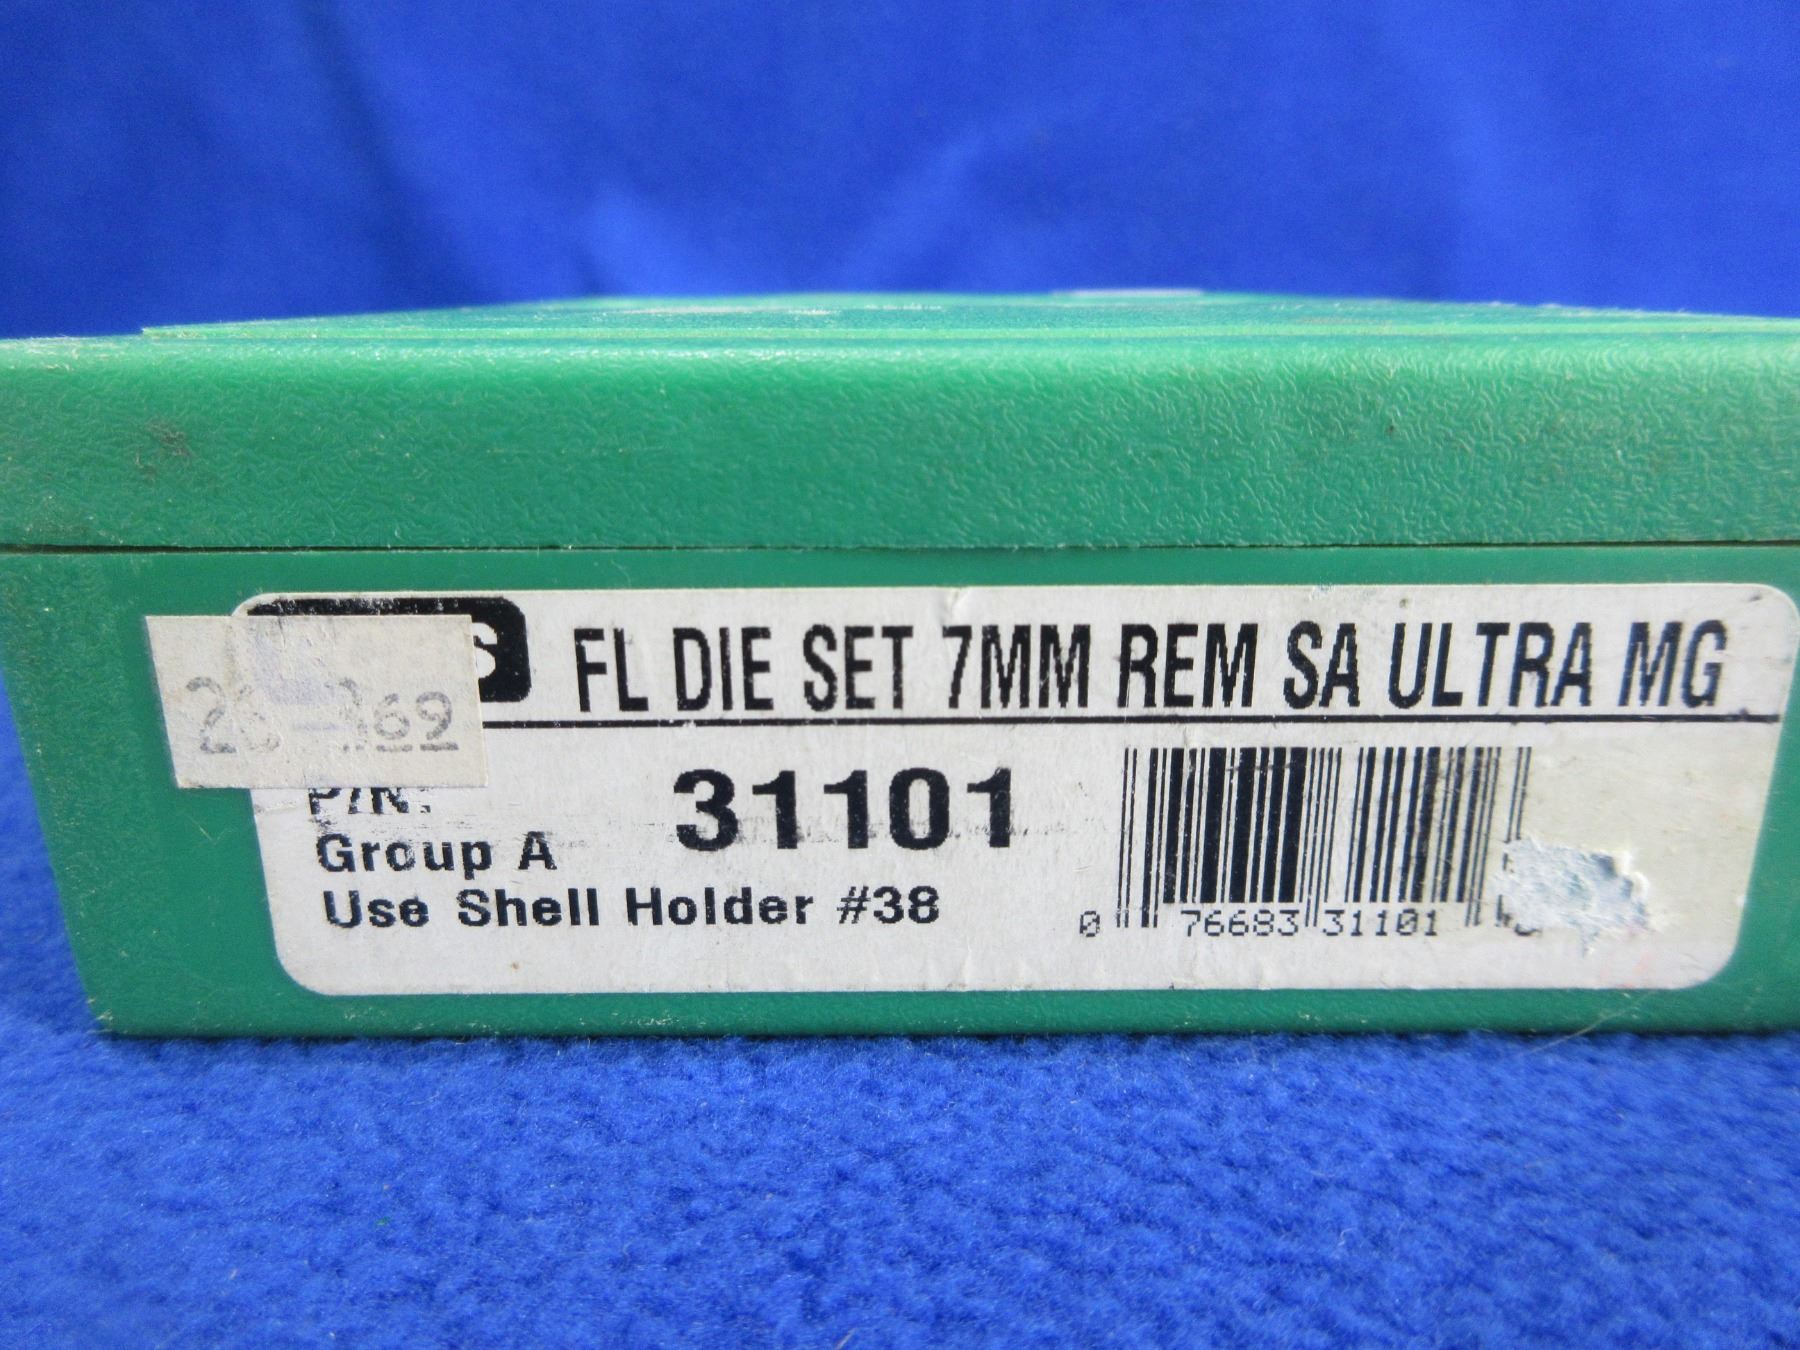 FL DIE SET 7MM REM SA ULTRA MG
P/N: 31101
Group A
Use Shell Holder #38
0 76683 31101